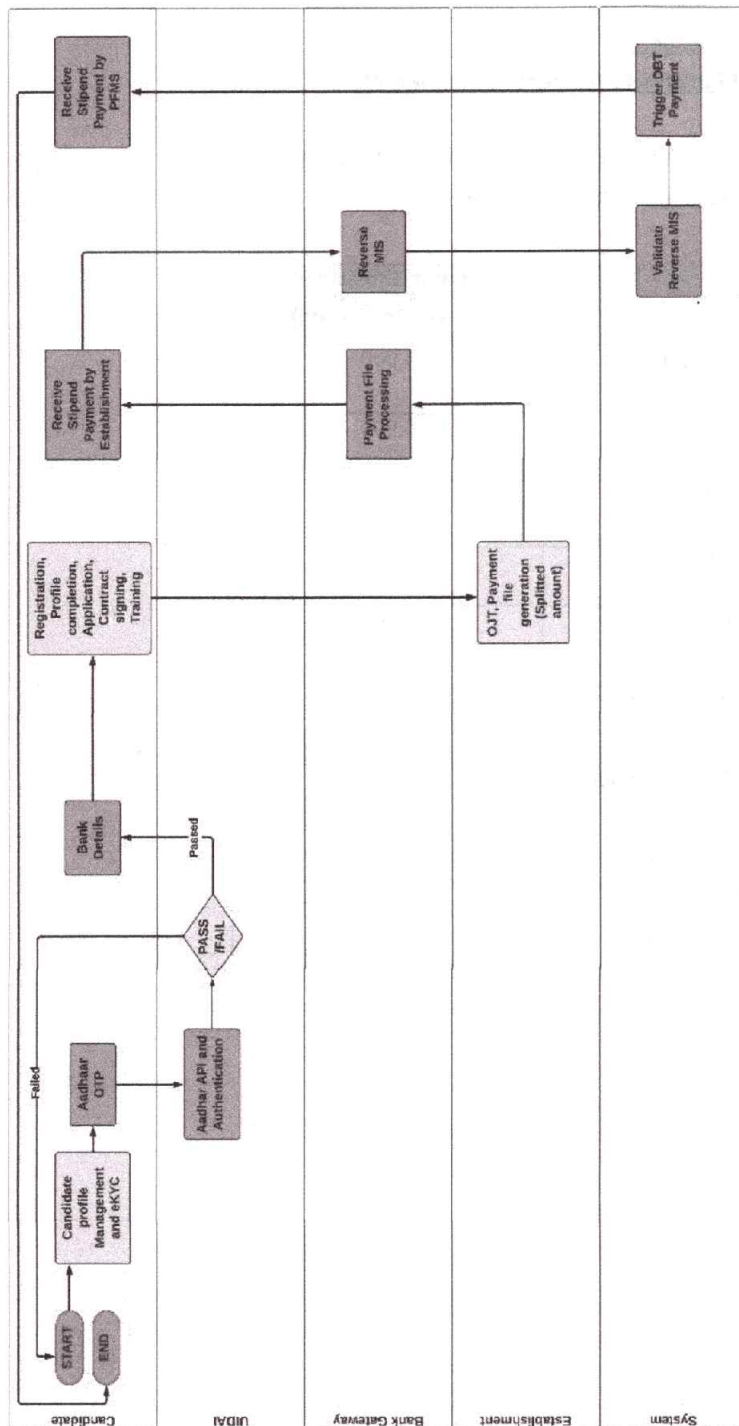 Candidate
START
END
Candidate
profile
Management
and eKYC
Aadhaar
OTP
Failed
Bank
Details
Registration,
Profile
completion,
Application,
Contract
signing,
Training
Receive
Stipend
Payment by
Establishment
Receive
Stipend
Payment by
PFMS
UIDAI
Aadhar API and
Authentication
PASS
/FAIL
Passed
Bank Gateway
Payment File
Processing
Reverse
MIS
Establishment
OJT, Payment
file
generation
(Splitted
amount)
System
Validate
Reverse MIS
Trigger DBT
Payment